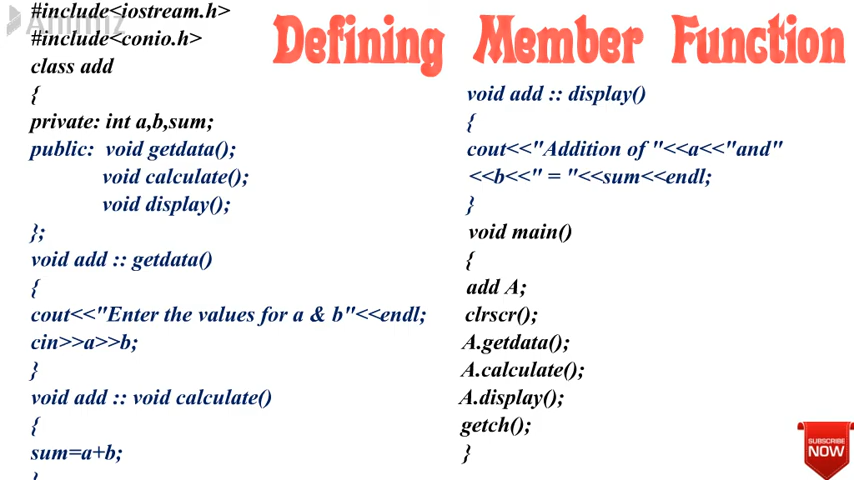 #include<iostream.h>
#include<conio.h>
class add
{
private: int a,b,sum;
public: void getdata();
void calculate();
void display();
};
void add :: getdata()
{
cout<<"Enter the values for a & b"<<endl;
cin>>a>>b;
}
void add :: void calculate()
{
sum=a+b;
}
Defining Member Function
void add :: display()
{
cout<<"Addition of "<<a<<"and"
<<b<<" = "<<sum<<endl;
}
void main()
{
add A;
clrscr();
A.getdata();
A.calculate();
A.display();
getch();
}
SUBSCRIBE
NOW